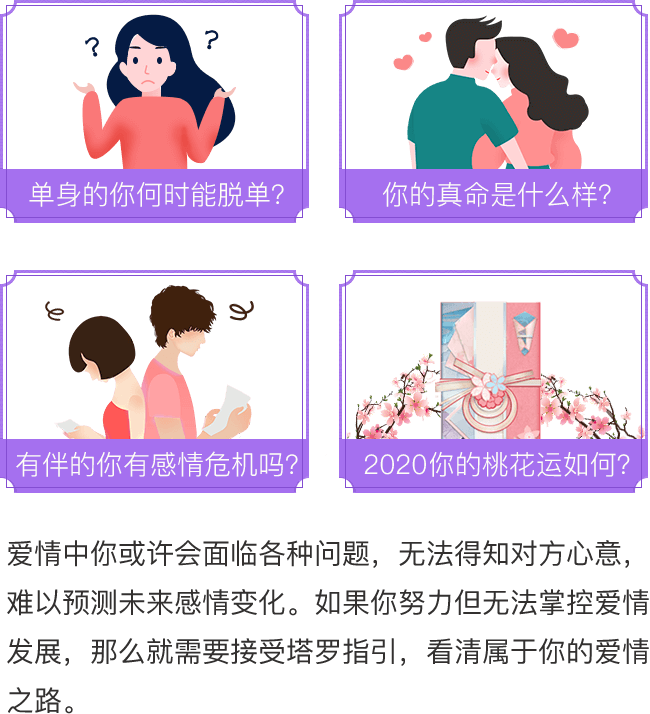 单身的你何时能脱单?
你的真命是什么样?
有伴的你有感情危机吗?
2020你的桃花运如何?
爱情中你或许会面临各种问题，无法得知对方心意，
难以预测未来感情变化。如果你努力但无法掌控爱情
发展，那么就需要接受塔罗指引，看清属于你的爱情
之路。